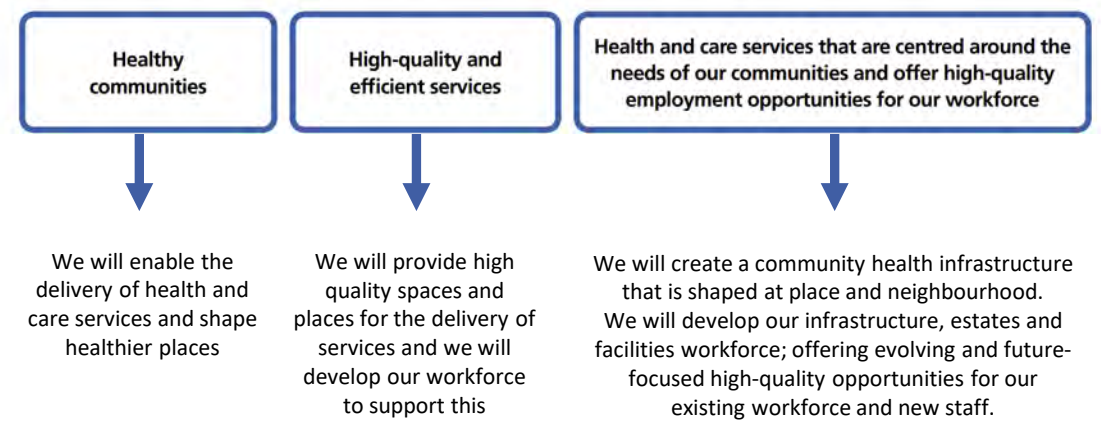 Healthy
communities
High-quality and
efficient services
Health and care services that are centred around the
needs of our communities and offer high-quality
employment opportunities for our workforce
We will enable the
delivery of health and
care services and shape
healthier places
We will provide high
quality spaces and
places for the delivery of
services and we will
develop our workforce
to support this
We will create a community health infrastructure
that is shaped at place and neighbourhood.
We will develop our infrastructure, estates and
facilities workforce; offering evolving and future-
focused high-quality opportunities for our
existing workforce and new staff.